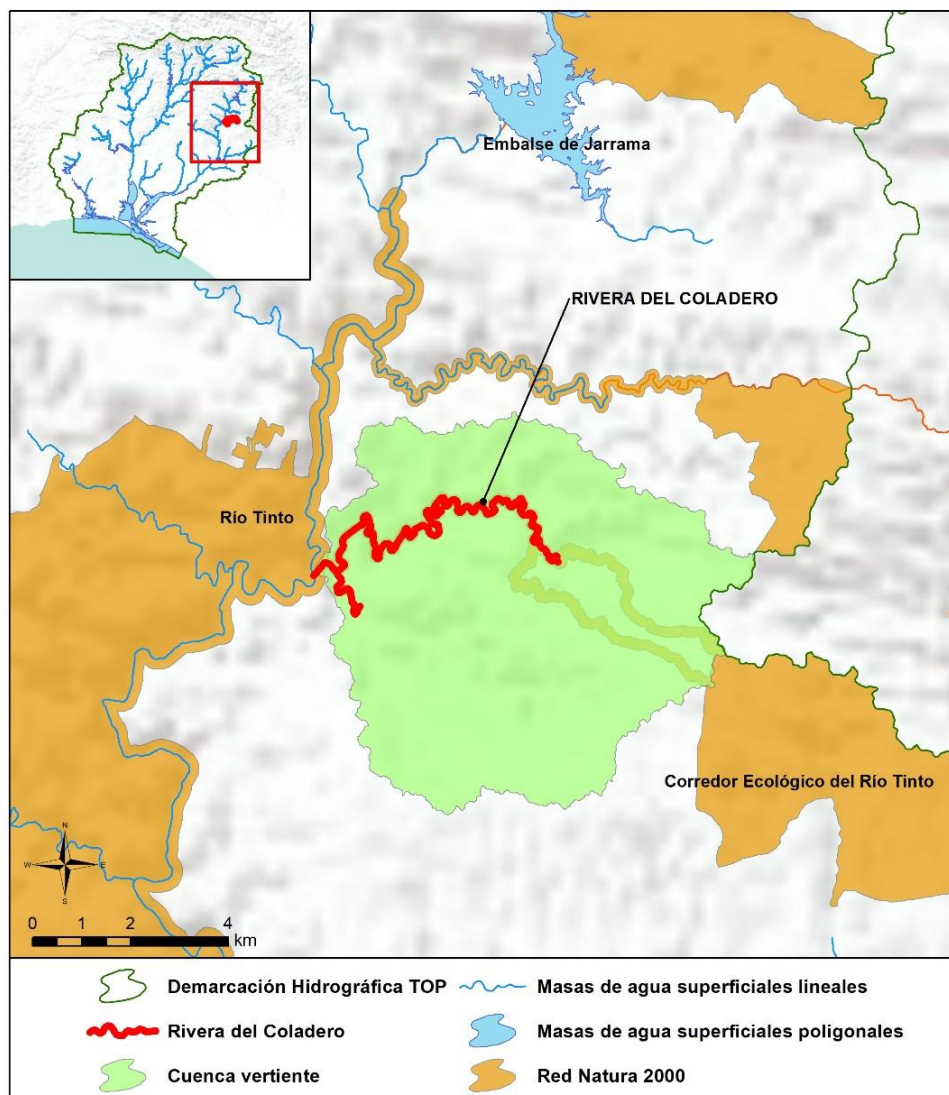 Embalse de Jarrama
RIVERA DEL COLADERO
Río Tinto
Corredor Ecológico del Río Tinto
N
W E
S
0 1 2 4
km
Demarcación Hidrográfica TOP
Masas de agua superficiales lineales
Rivera del Coladero
Masas de agua superficiales poligonales
Cuenca vertiente
Red Natura 2000